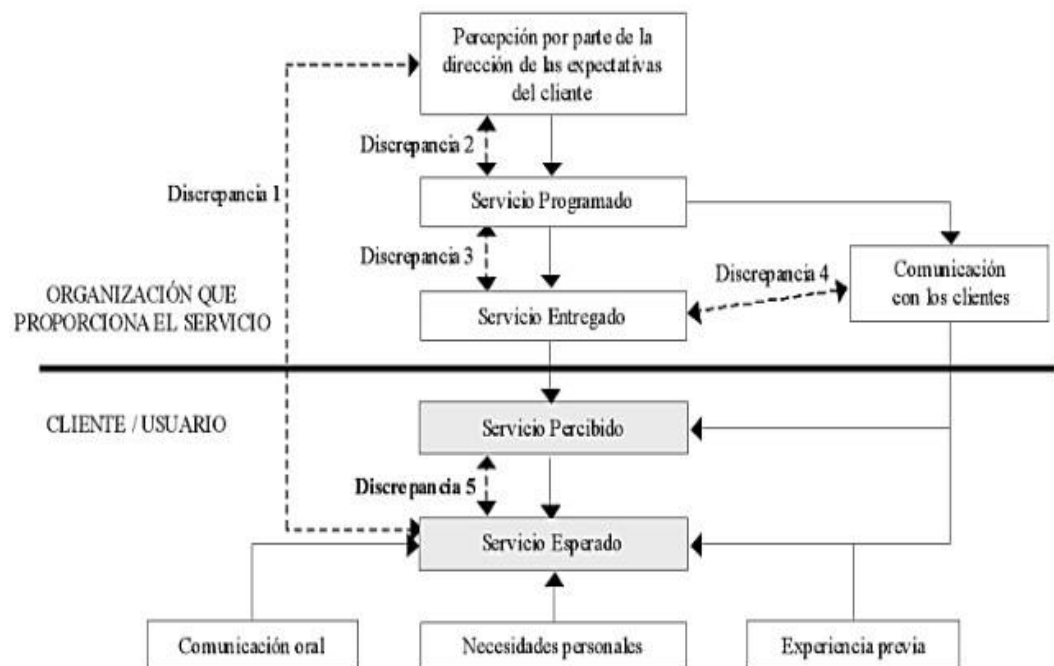 Percepción por parte de la
dirección de las expectativas
del cliente
Discrepancia 2
Discrepancia 1
Servicio Programado
Discrepancia 3
Discrepancia 4
Comunicación
con los clientes
ORGANIZACIÓN QUE
PROPORCIONA EL SERVICIO
Servicio Entregado
CLIENTE / USUARIO
Servicio Percibido
Discrepancia 5
Servicio Esperado
Comunicación oral
Necesidades personales
Experiencia previa